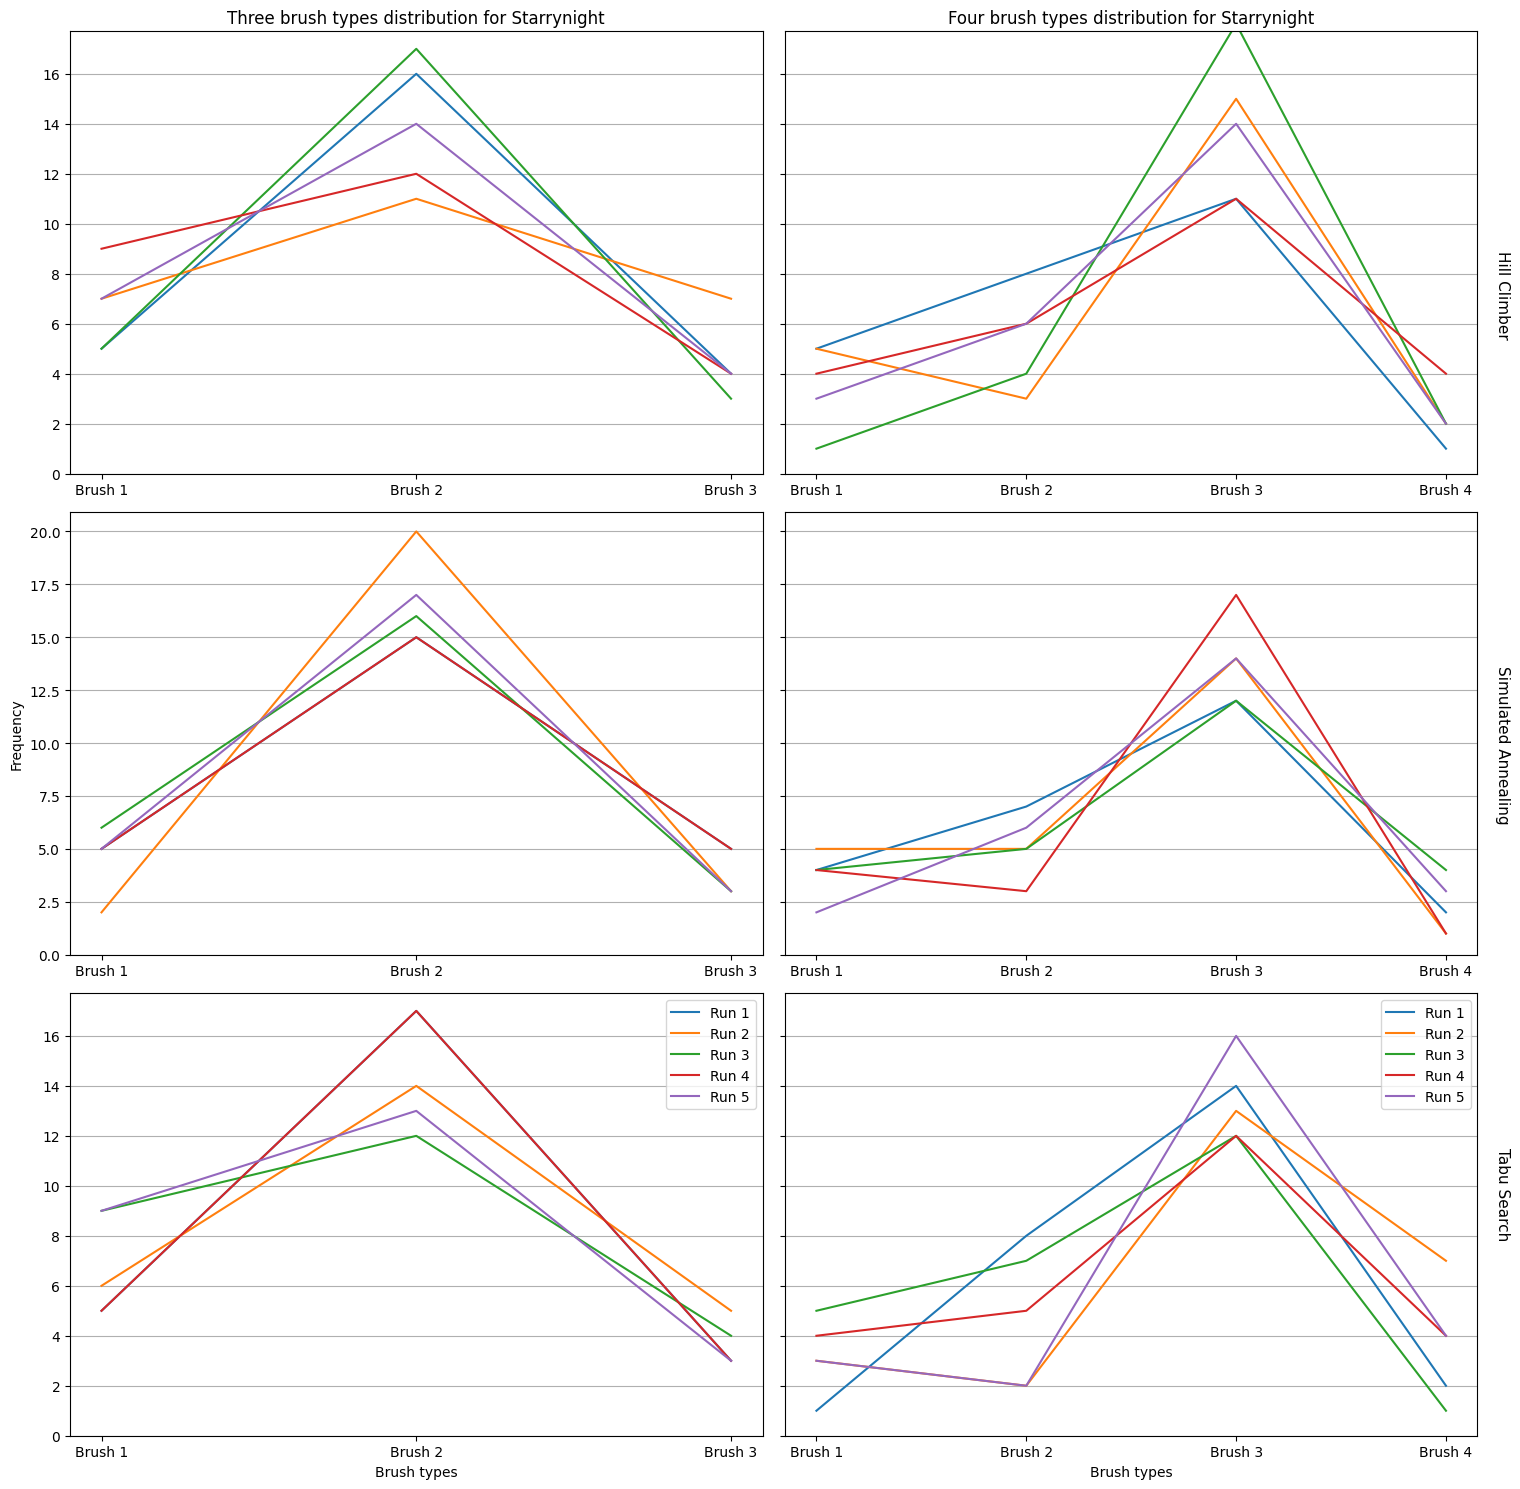 Three brush types distribution for Starrynight
Four brush types distribution for Starrynight
16
14
12
10
8
6
4
2
0
Brush 1
Brush 2
Brush 3
Brush 1
Brush 2
Brush 3
Brush 4
Hill Climber
Frequency
20.0
17.5
15.0
12.5
10.0
7.5
5.0
2.5
0.0
Brush 1
Brush 2
Brush 3
Brush 1
Brush 2
Brush 3
Brush 4
Simulated Annealing
16
14
12
10
8
6
4
2
0
Run 1
Run 2
Run 3
Run 4
Run 5
Brush 1
Brush 2
Brush 3
Brush types
Run 1
Run 2
Run 3
Run 4
Run 5
Brush 1
Brush 2
Brush 3
Brush 4
Brush types
Tabu Search